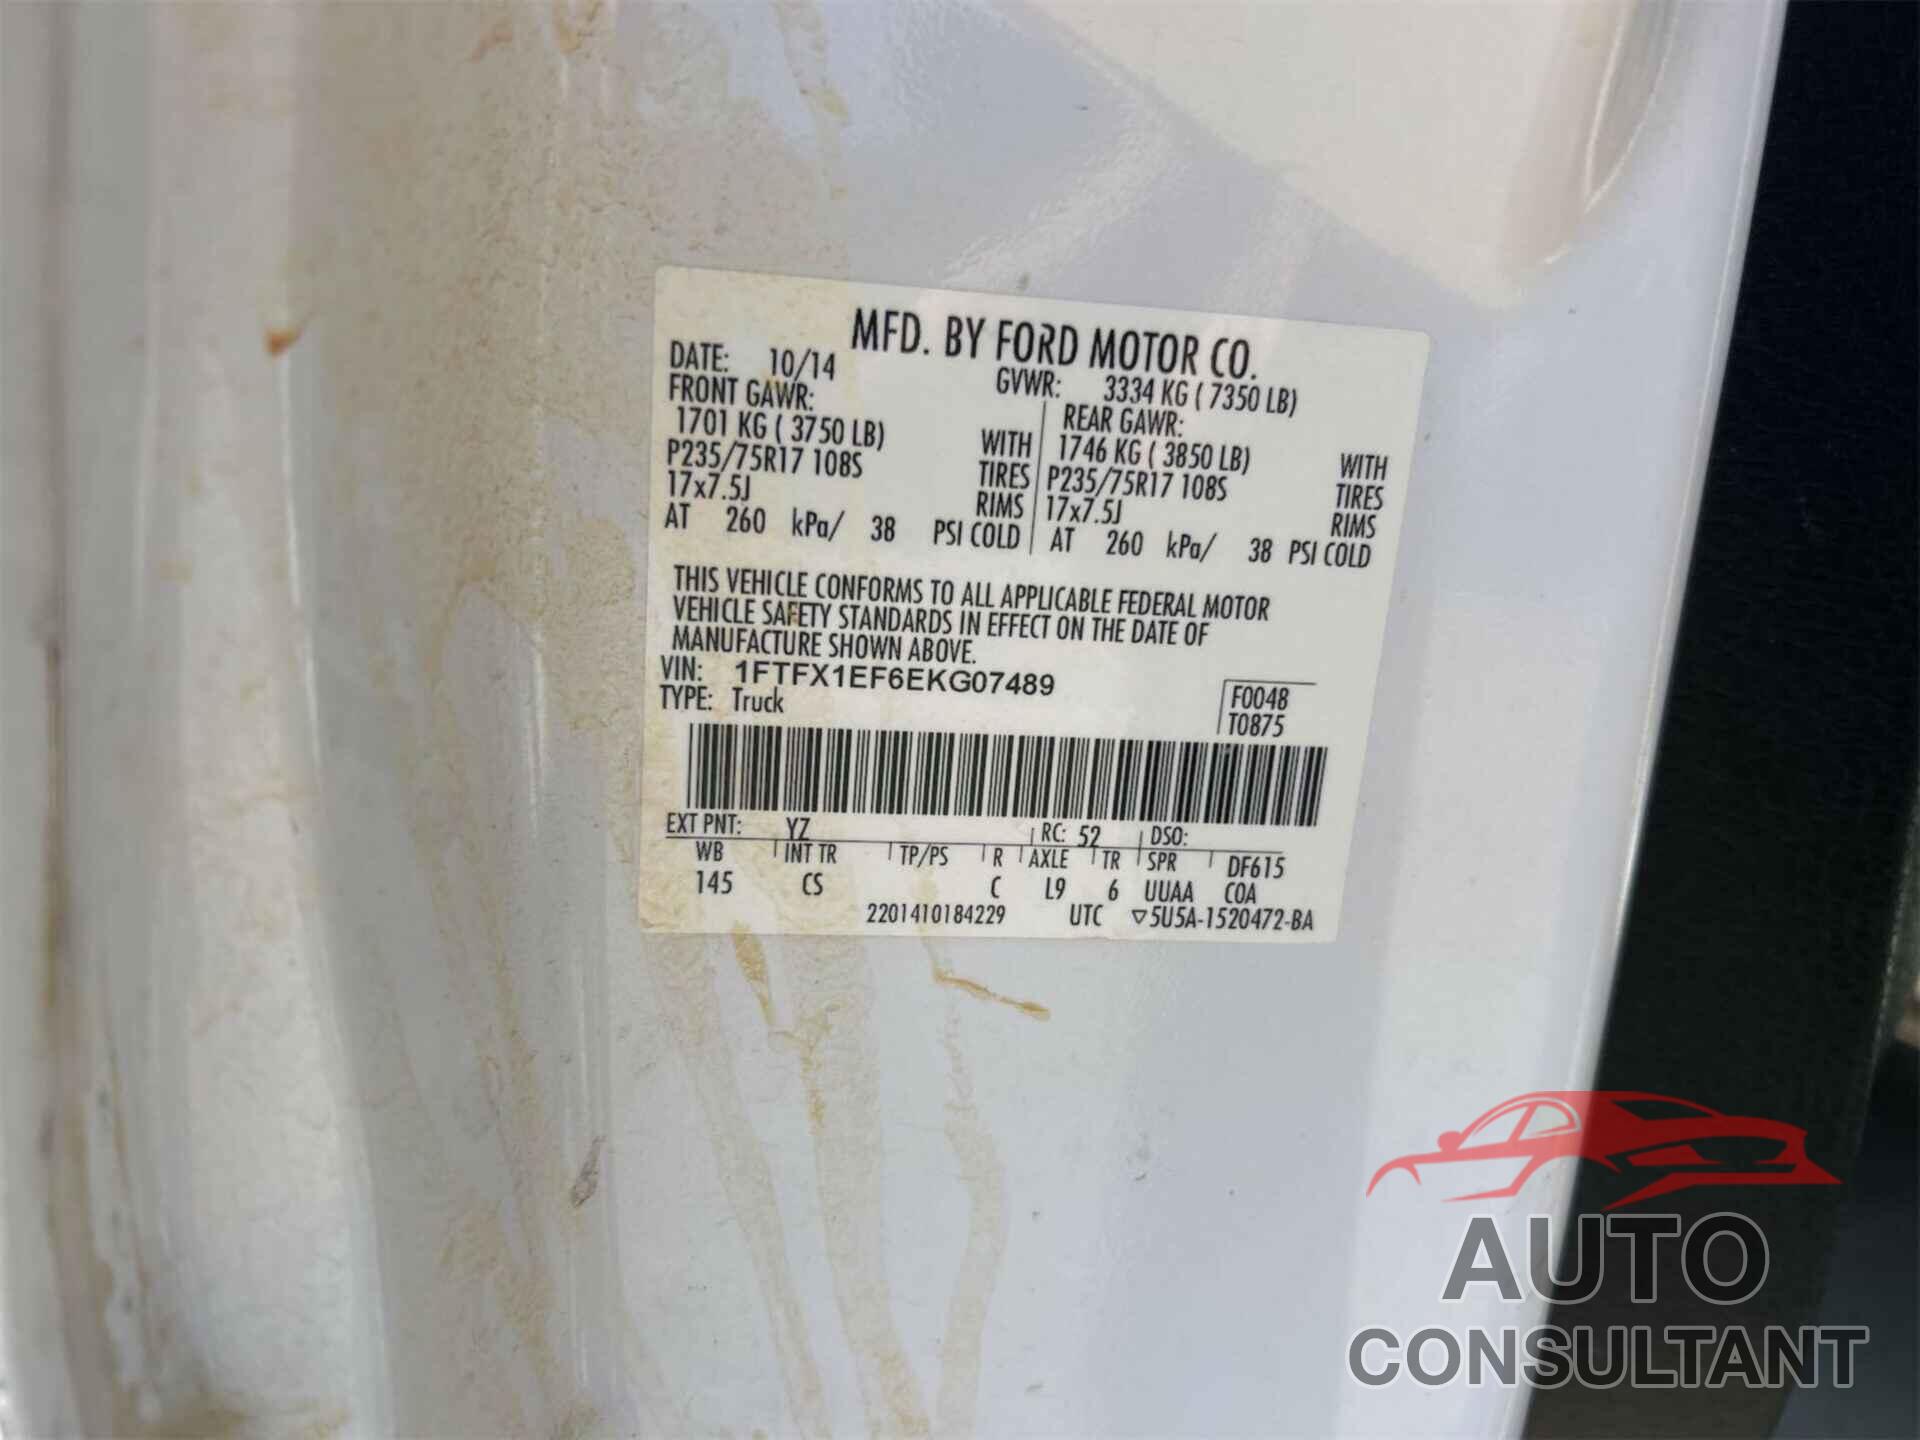 MFD. BY FORD MOTOR CO.
DATE: 10/14 GVWR: 3334 KG ( 7350 LB)
FRONT GAWR: REAR GAWR:
1701 KG ( 3750 LB) WITH 1746 KG ( 3850 LB) WITH
P235/75R17 108S TIRES P235/75R17 108S TIRES
17x7.5J RIMS 17x7.5J RIMS
AT 260 kPa/ 38 PSI COLD AT 260 kPa/ 38 PSI COLD
THIS VEHICLE CONFORMS TO ALL APPLICABLE FEDERAL MOTOR
VEHICLE SAFETY STANDARDS IN EFFECT ON THE DATE OF
MANUFACTURE SHOWN ABOVE.
VIN: 1FTFX1EF6EKG07489
TYPE: Truck F0048
T0875
EXT PNT: YZ RC: 52 DSO:
WB INT TR TP/PS R AXLE TR SPR DF615
145 CS C L9 6 UUAA COA
2201410184229 UTC ▽5U5A-1520472-BA
AUTO
CONSULTANT